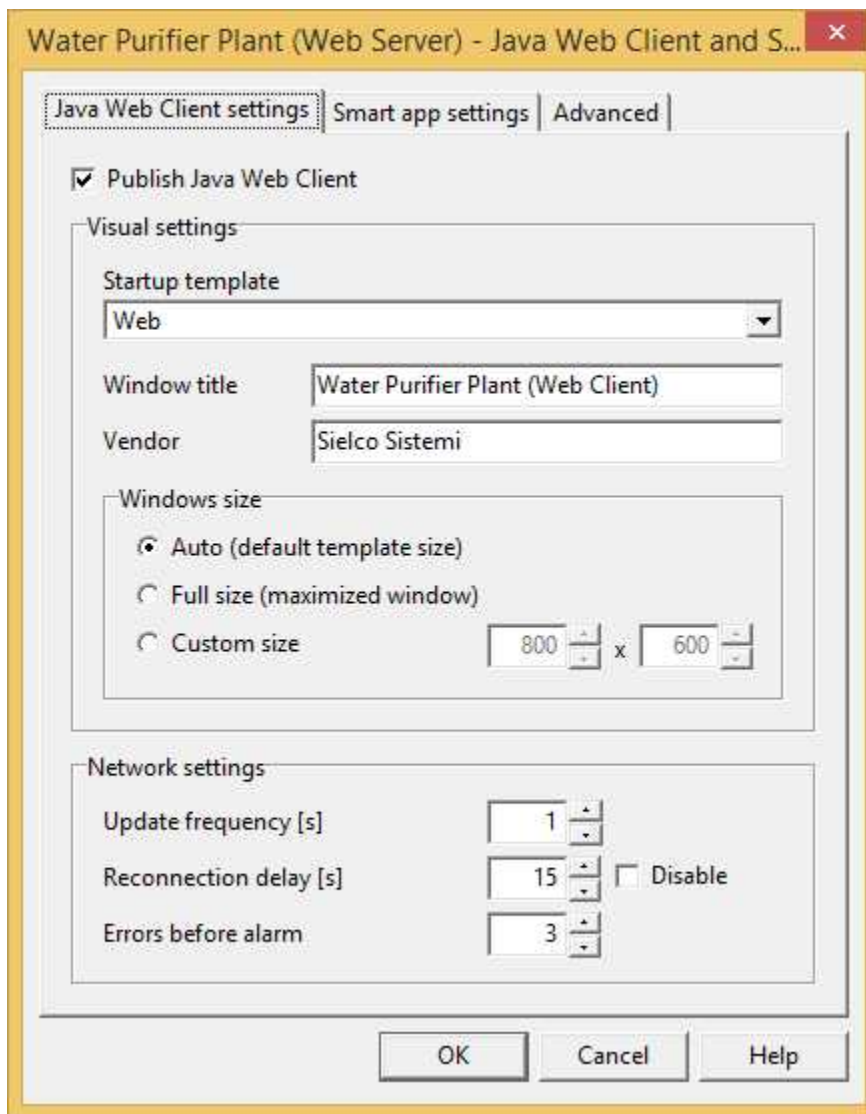 Water Purifier Plant (Web Server) - Java Web Client and S...
Java Web Client settings Smart app settings Advanced
Publish Java Web Client
Visual settings
Startup template
Web
Window title Water Purifier Plant (Web Client)
Vendor Sielco Sistemi
Windows size
Auto (default template size)
Full size (maximized window)
Custom size 800 x 600
Network settings
Update frequency [s] 1
Reconnection delay [s] 15 Disable
Errors before alarm 3
OK Cancel Help